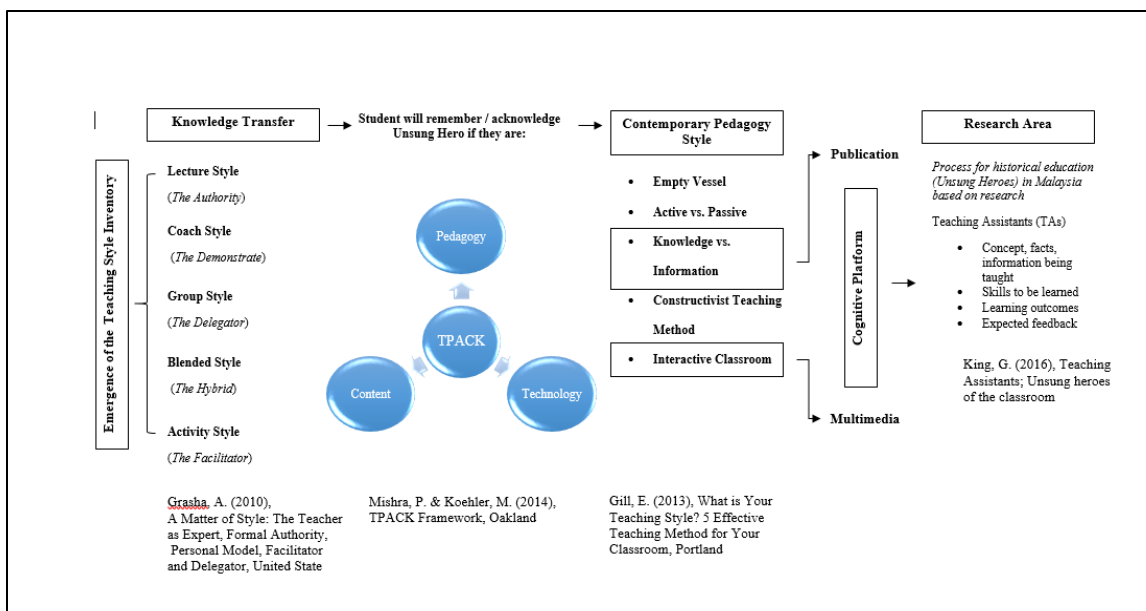 Knowledge Transfer
Student will remember / acknowledge
Unsung Hero if they are:
Contemporary Pedagogy
Style
Research Area
Emergence of the Teaching Style Inventory
Lecture Style
(The Authority)
Coach Style
(The Demonstrate)
Group Style
(The Delegator)
Blended Style
(The Hybrid)
Activity Style
(The Facilitator)
Pedagogy
TPACK
Content
Technology
• Empty Vessel
• Active vs. Passive
• Knowledge vs.
Information
• Constructivist Teaching
Method
• Interactive Classroom
Publication
Cognitive Platform
Multimedia
Process for historical education
(Unsung Heroes) in Malaysia
based on research
Teaching Assistants (TAs)
• Concept, facts,
information being
taught
• Skills to be learned
• Learning outcomes
• Expected feedback
King, G. (2016), Teaching
Assistants; Unsung heroes
of the classroom
Grasha, A. (2010),
A Matter of Style: The Teacher
as Expert, Formal Authority,
Personal Model, Facilitator
and Delegator, United State
Mishra, P. & Koehler, M. (2014),
TPACK Framework, Oakland
Gill, E. (2013), What is Your
Teaching Style? 5 Effective
Teaching Method for Your
Classroom, Portland